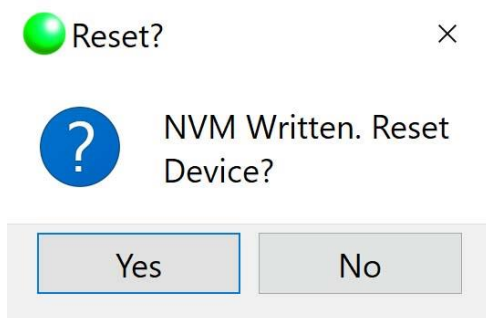 Reset?
NVM Written. Reset
Device?
Yes
No